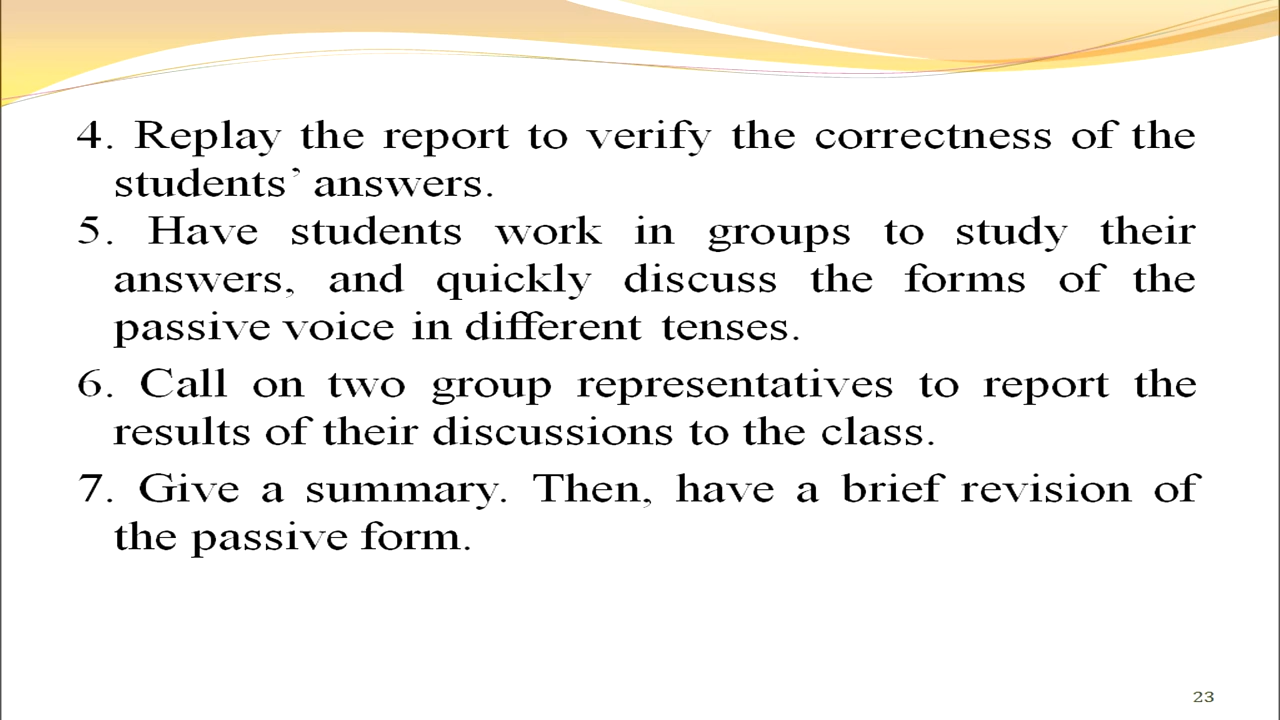 4. Replay the report to verify the correctness of the
students’ answers.
5. Have students work in groups to study their
answers, and quickly discuss the forms of the
passive voice in different tenses.
6. Call on two group representatives to report the
results of their discussions to the class.
7. Give a summary. Then, have a brief revision of
the passive form.
23